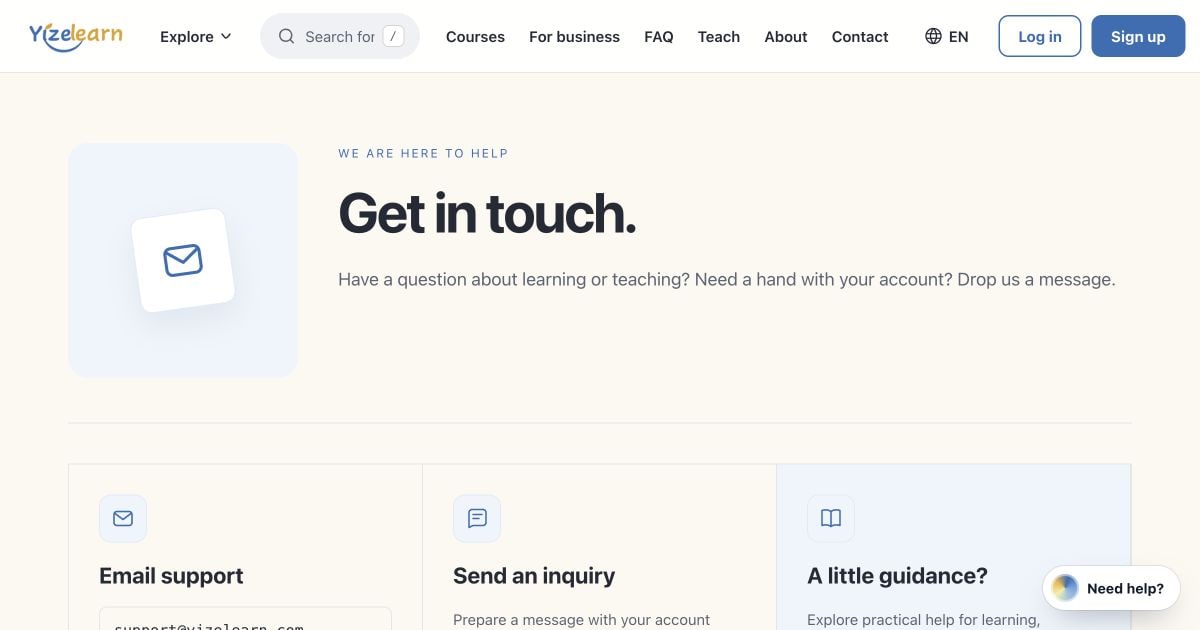 Yizelearn
Explore
Search for /
Courses
For business
FAQ
Teach
About
Contact
EN
Log in
Sign up
WE ARE HERE TO HELP
Get in touch.
Have a question about learning or teaching? Need a hand with your account? Drop us a message.
Email support
support@yizelearn.com
Send an inquiry
Prepare a message with your account
A little guidance?
Explore practical help for learning,
Need help?